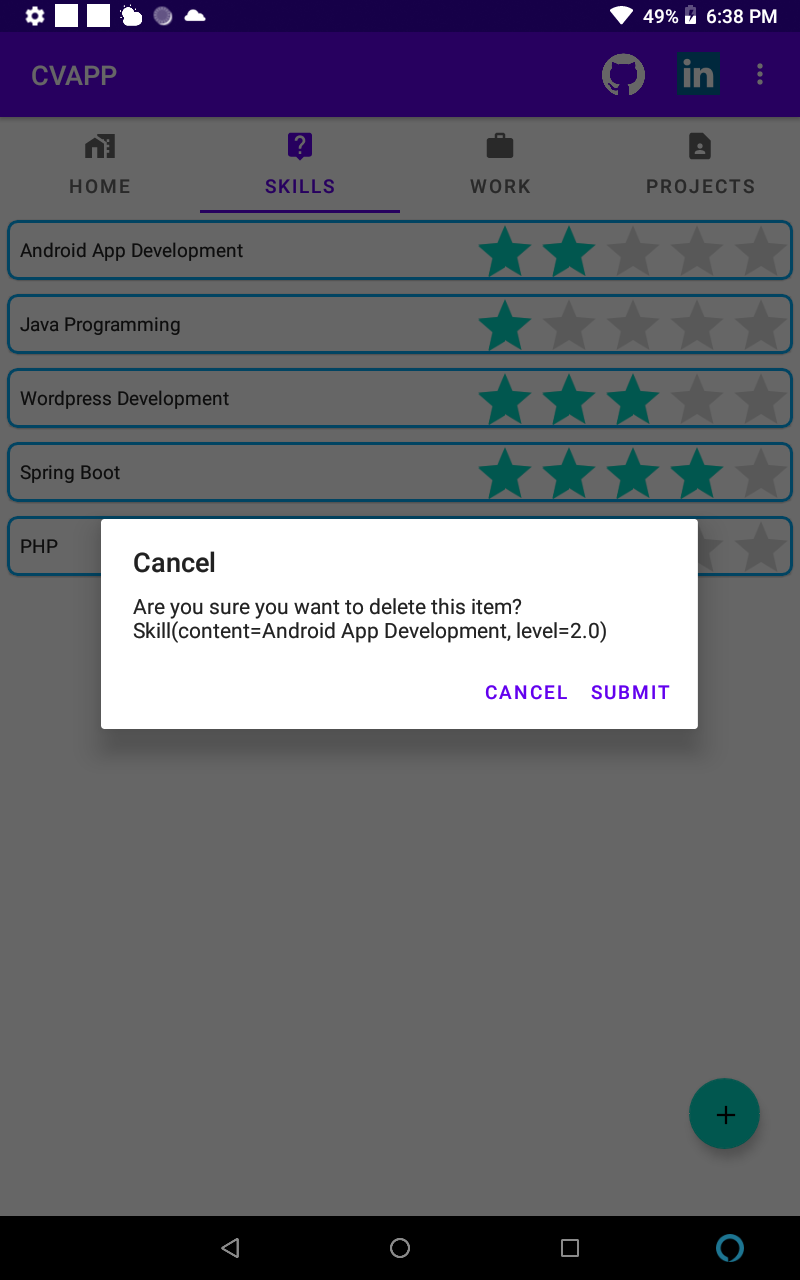 49% 6:38 PM
CVAPP
in
HOME SKILLS WORK PROJECTS
Android App Development
Java Programming
Wordpress Development
Spring Boot
PHP
Cancel
Are you sure you want to delete this item?
Skill(content=Android App Development, level=2.0)
CANCEL SUBMIT